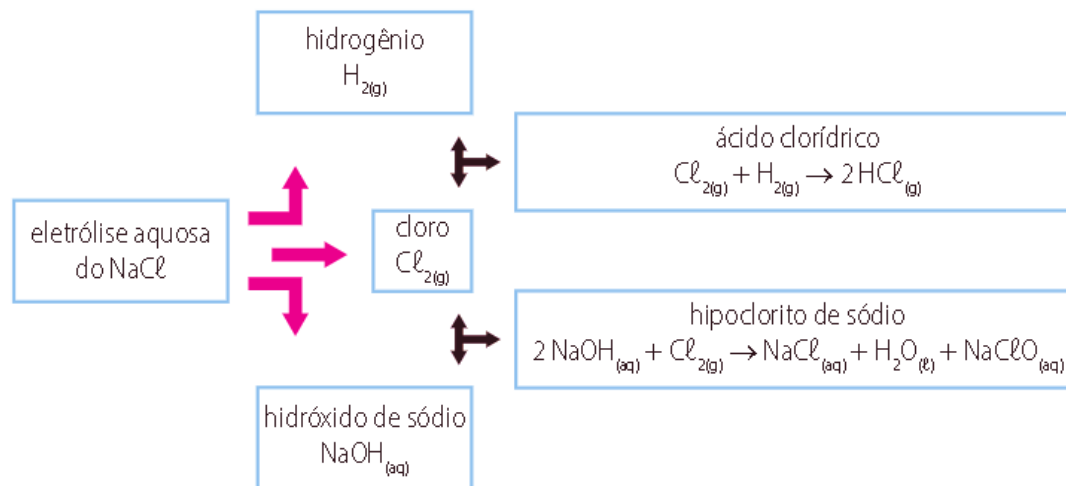 hidrogênio
H₂(g)
ácido clorídrico
Cℓ₂(g) + H₂(g) → 2 HCℓ(g)
eletrólise aquosa
do NaCℓ
cloro
Cℓ₂(g)
hipoclorito de sódio
2 NaOH(aq) + Cℓ₂(g) → NaCℓ(aq) + H₂O(ℓ) + NaCℓO(aq)
hidróxido de sódio
NaOH(aq)